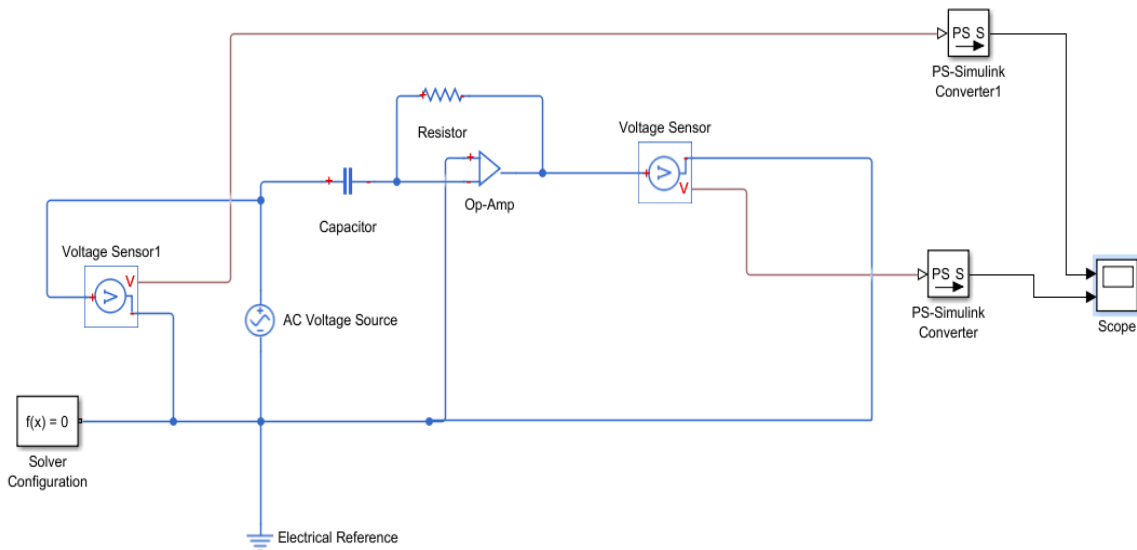 PS S
PS-Simulink
Converter1
Resistor
Voltage Sensor
V
V
Op-Amp
Capacitor
Voltage Sensor1
V
V
AC Voltage Source
PS S
PS-Simulink
Converter
Scope
f(x) = 0
Solver
Configuration
Electrical Reference